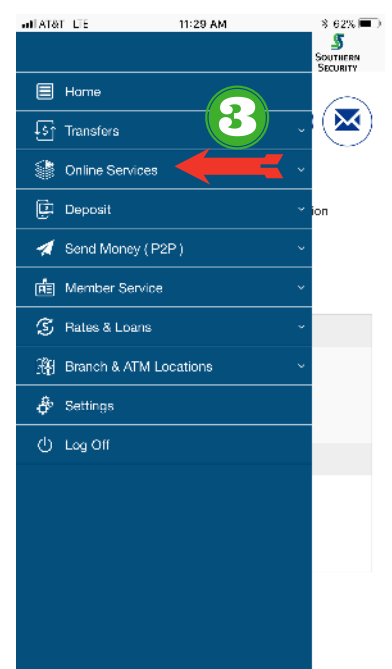 AT&T LTE 11:29 AM 62%
SOUTHERN
SECURITY
Home
3
Transfers
Online Services
Deposit
ion
Send Money ( P2P )
Member Service
Rates & Loans
Branch & ATM Locations
Settings
Log Off